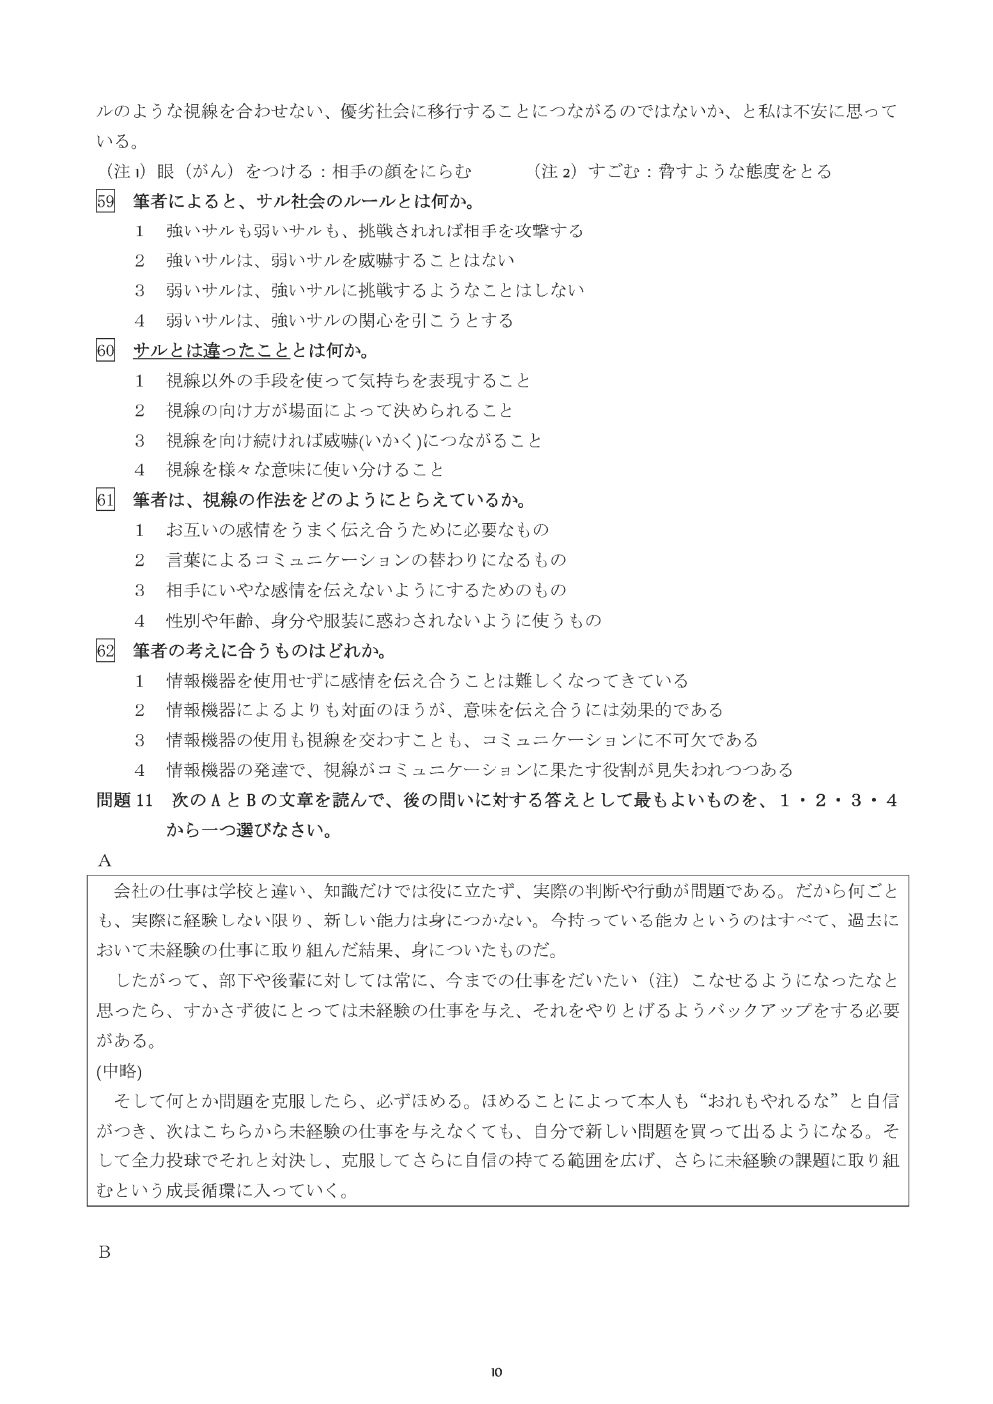 ルのような視線を合わせない、優劣社会に移行することにつながるのではないか、と私は不安に思って
いる。
（注1）眼（がん）をつける：相手の顔をにらむ　　（注2）すごむ：脅すような態度をとる
59　筆者によると、サル社会のルールとは何か。
1　強いサルも弱いサルも、挑戦されれば相手を攻撃する
2　強いサルは、弱いサルを威嚇することはない
3　弱いサルは、強いサルに挑戦するようなことはしない
4　弱いサルは、強いサルの関心を引こうとする
60　サルとは違ったこととは何か。
1　視線以外の手段を使って気持ちを表現すること
2　視線の向け方が場面によって決められること
3　視線を向け続ければ威嚇(いかく)につながること
4　視線を様々な意味に使い分けること
61　筆者は、視線の作法をどのようにとらえているか。
1　お互いの感情をうまく伝え合うために必要なもの
2　言葉によるコミュニケーションの替わりになるもの
3　相手にいやな感情を伝えないようにするためのもの
4　性別や年齢、身分や服装に惑わされないように使うもの
62　筆者の考えに合うものはどれか。
1　情報機器を使用せずに感情を伝え合うことは難しくなってきている
2　情報機器によるよりも対面のほうが、意味を伝え合うには効果的である
3　情報機器の使用も視線を交わすことも、コミュニケーションに不可欠である
4　情報機器の発達で、視線がコミュニケーションに果たす役割が見失われつつある
問題 11　次の A と B の文章を読んで、後の問いに対する答えとして最もよいものを、１・２・３・４
から一つ選びなさい。
A
会社の仕事は学校と違い、知識だけでは役に立たず、実際の判断や行動が問題である。だから何ごと
も、実際に経験しない限り、新しい能力は身につかない。今持っている能力というのはすべて、過去に
おいて未経験の仕事に取り組んだ結果、身についたものだ。
したがって、部下や後輩に対しては常に、今までの仕事をだいたい（注）こなせるようになったなと
思ったら、すかさず彼にとっては未経験の仕事を与え、それをやりとげるようバックアップをする必要
がある。
(中略)
そして何とか問題を克服したら、必ずほめる。ほめることによって本人も“おれもやれるな”と自信
がつき、次はこちらから未経験の仕事を与えなくても、自分で新しい問題を買って出るようになる。そ
して全力投球でそれと対決し、克服してさらに自信の持てる範囲を広げ、さらに未経験の課題に取り組
むという成長循環に入っていく。
B
10